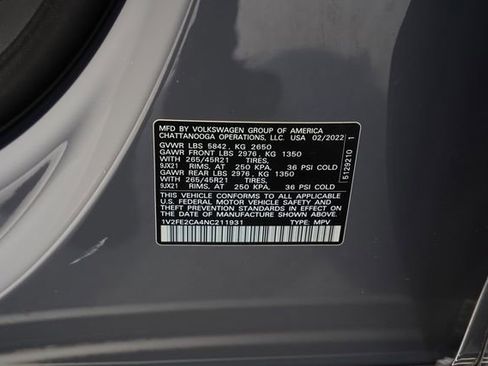 MFD BY VOLKSWAGEN GROUP OF AMERICA
CHATTANOOGA OPERATIONS, LLC. USA 02/2022
GVWR LBS 5842, KG 2650
GAWR FRONT LBS 2976, KG 1350
WITH 265/45R21 TIRES,
9JX21 RIMS, AT 250 KPA, 36 PSI COLD
GAWR REAR LBS 2976, KG 1350
WITH 265/45R21 TIRES,
9JX21 RIMS, AT 250 KPA, 36 PSI COLD
THIS VEHICLE CONFORMS TO ALL APPLICABLE
U.S. FEDERAL MOTOR VEHICLE SAFETY AND
THEFT PREVENTION STANDARDS IN EFFECT ON
THE DATE OF MANUFACTURE SHOWN ABOVE.
1V2FE2CA4NC211931 TYPE: MPV
5129210 1